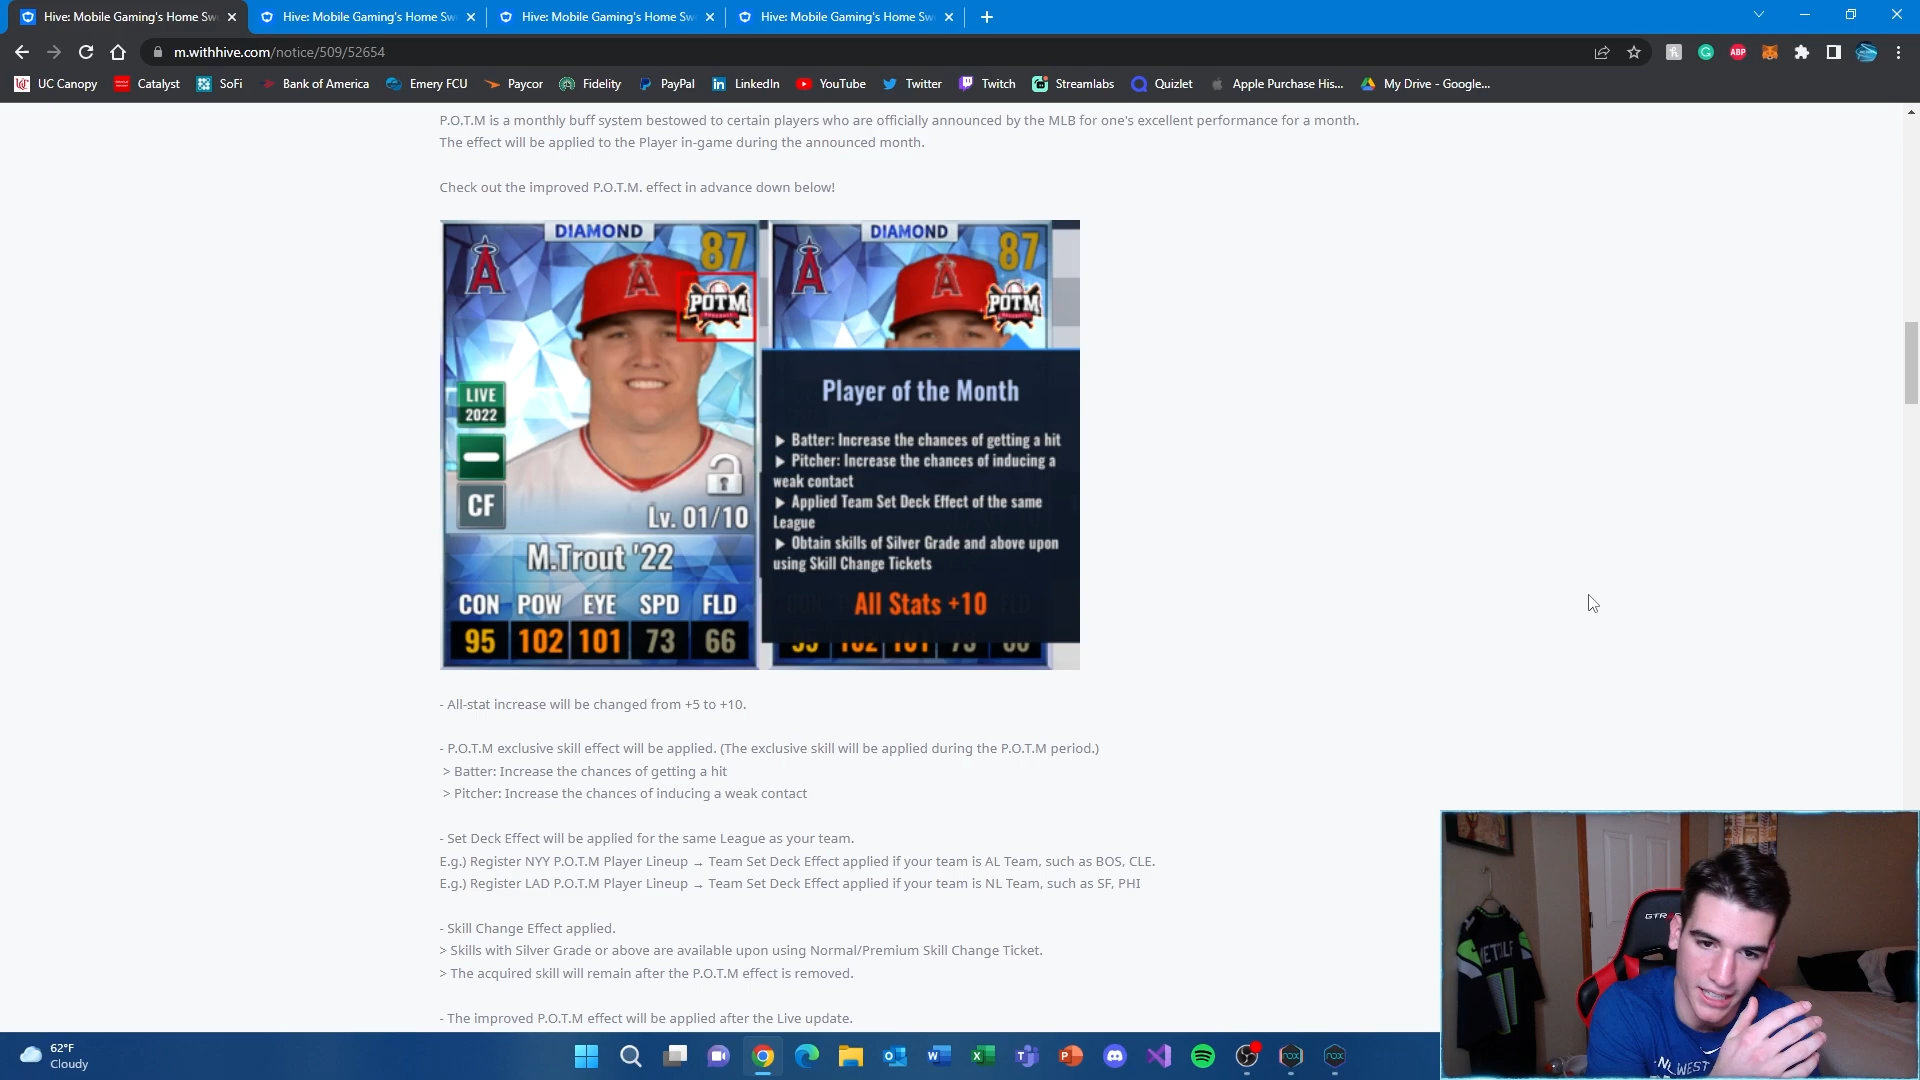 Hive: Mobile Gaming's Home Sw
Hive: Mobile Gaming's Home Sw
Hive: Mobile Gaming's Home Sw
Hive: Mobile Gaming's Home Sw
m.withhive.com/notice/509/52654
ABP
UC Canopy
Catalyst
SoFi
Bank of America
Emery FCU
Paycor
Fidelity
PayPal
LinkedIn
YouTube
Twitter
Twitch
Streamlabs
Quizlet
Apple Purchase His...
My Drive - Google...
P.O.T.M is a monthly buff system bestowed to certain players who are officially announced by the MLB for one's excellent performance for a month.
The effect will be applied to the Player in-game during the announced month.
Check out the improved P.O.T.M. effect in advance down below!
DIAMOND
87
A
POTM
BASEBALL
LIVE
2022
CF
Lv. 01/10
M.Trout '22
CON POW EYE SPD FLD
95 102 101 73 66
DIAMOND
87
A
POTM
Player of the Month
▶ Batter: Increase the chances of getting a hit
▶ Pitcher: Increase the chances of inducing a
weak contact
▶ Applied Team Set Deck Effect of the same
League
▶ Obtain skills of Silver Grade and above upon
using Skill Change Tickets
All Stats +10
- All-stat increase will be changed from +5 to +10.
- P.O.T.M exclusive skill effect will be applied. (The exclusive skill will be applied during the P.O.T.M period.)
> Batter: Increase the chances of getting a hit
> Pitcher: Increase the chances of inducing a weak contact
- Set Deck Effect will be applied for the same League as your team.
E.g.) Register NYY P.O.T.M Player Lineup → Team Set Deck Effect applied if your team is AL Team, such as BOS, CLE.
E.g.) Register LAD P.O.T.M Player Lineup → Team Set Deck Effect applied if your team is NL Team, such as SF, PHI
- Skill Change Effect applied.
> Skills with Silver Grade or above are available upon using Normal/Premium Skill Change Ticket.
> The acquired skill will remain after the P.O.T.M effect is removed.
- The improved P.O.T.M effect will be applied after the Live update.
METCALF
NL WEST
62°F
Cloudy